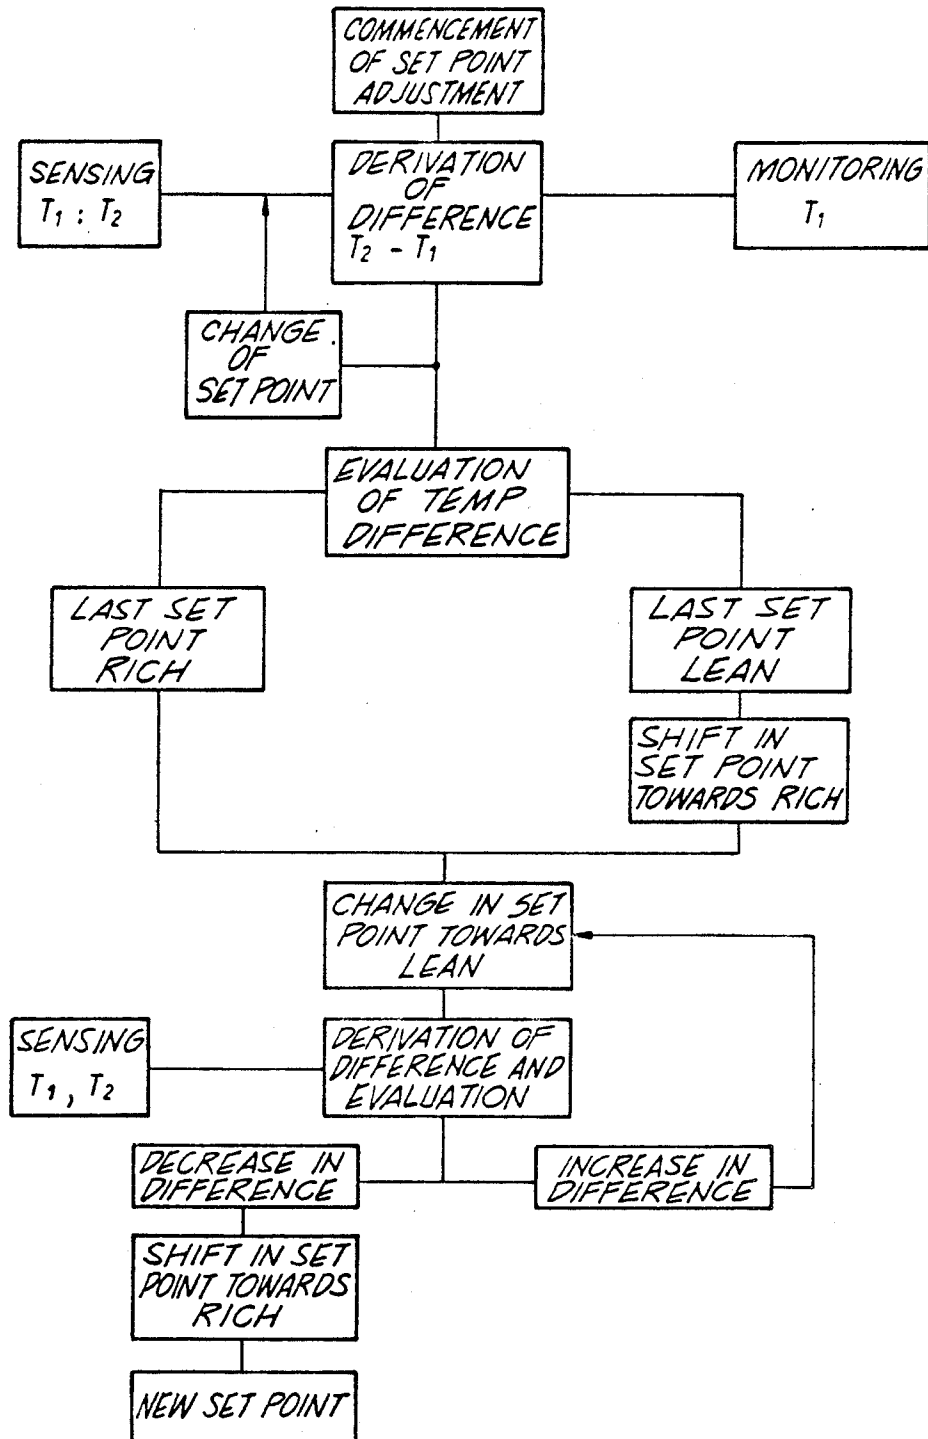 COMMENCEMENT
OF SET POINT
ADJUSTMENT
SENSING
T₁ : T₂
DERIVATION
OF
DIFFERENCE
T₂ - T₁
MONITORING
T₁
CHANGE
OF
SET POINT
EVALUATION
OF TEMP
DIFFERENCE
LAST SET
POINT
RICH
LAST SET
POINT
LEAN
SHIFT IN
SET POINT
TOWARDS RICH
CHANGE IN SET
POINT TOWARDS
LEAN
SENSING
T₁, T₂
DERIVATION OF
DIFFERENCE AND
EVALUATION
DECREASE IN
DIFFERENCE
INCREASE IN
DIFFERENCE
SHIFT IN SET
POINT TOWARDS
RICH
NEW SET POINT